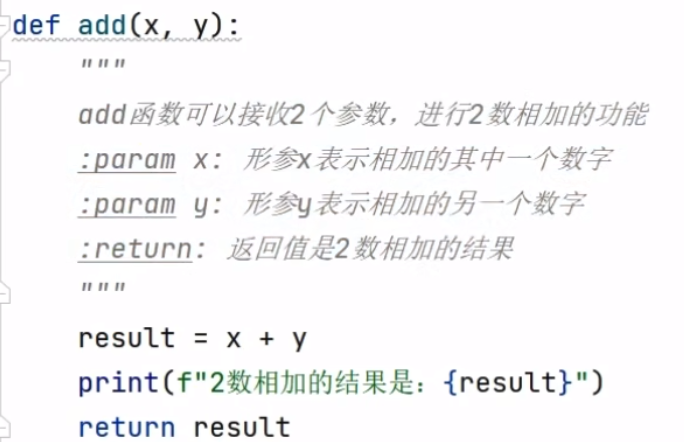 def add(x, y):
    """
    add函数可以接收2个参数，进行2数相加的功能
    :param x: 形参x表示相加的其中一个数字
    :param y: 形参y表示相加的另一个数字
    :return: 返回值是2数相加的结果
    """
    result = x + y
    print(f"2数相加的结果是：{result}")
    return result